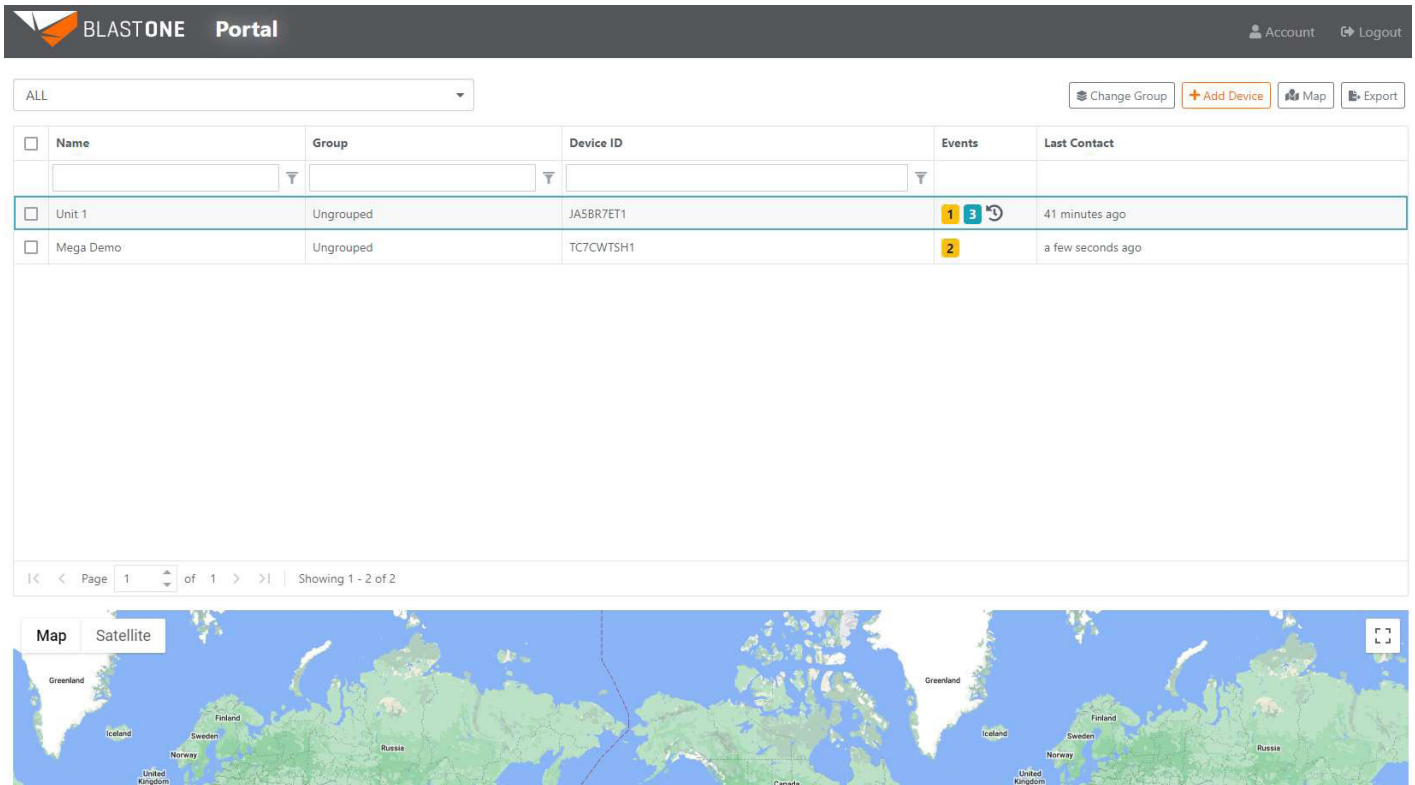 BLASTONE Portal Account Logout
ALL Change Group Add Device Map Export
Name Group Device ID Events Last Contact
Unit 1 Ungrouped JA5BR7ET1 1 3 41 minutes ago
Mega Demo Ungrouped TC7CWTSH1 2 a few seconds ago
Page 1 of 1 Showing 1 - 2 of 2
Map Satellite
Greenland Greenland
Finland Finland
Iceland Sweden Iceland Sweden
Norway Russia Norway Russia
United Kingdom Canada United Kingdom